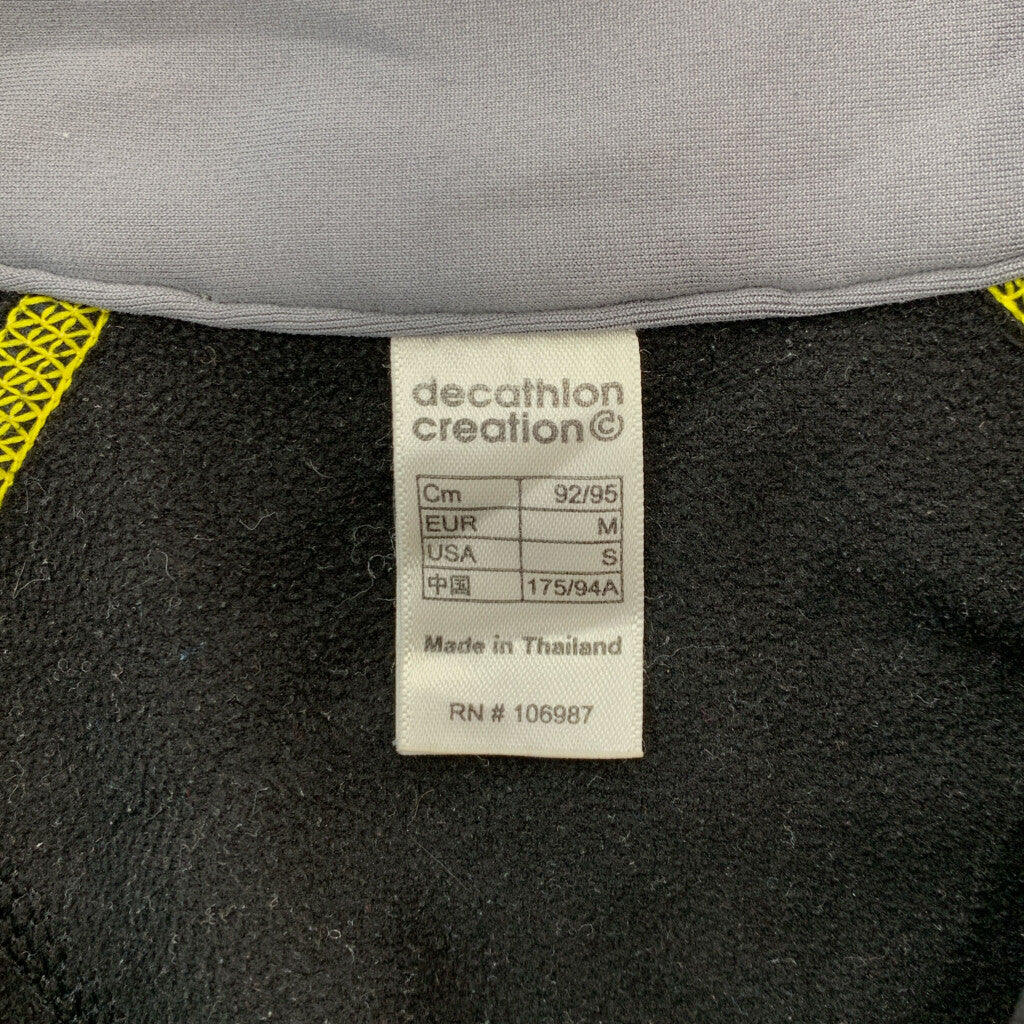 decathlon
creation©
Cm 92/95
EUR M
USA S
中国 175/94A
Made in Thailand
RN # 106987